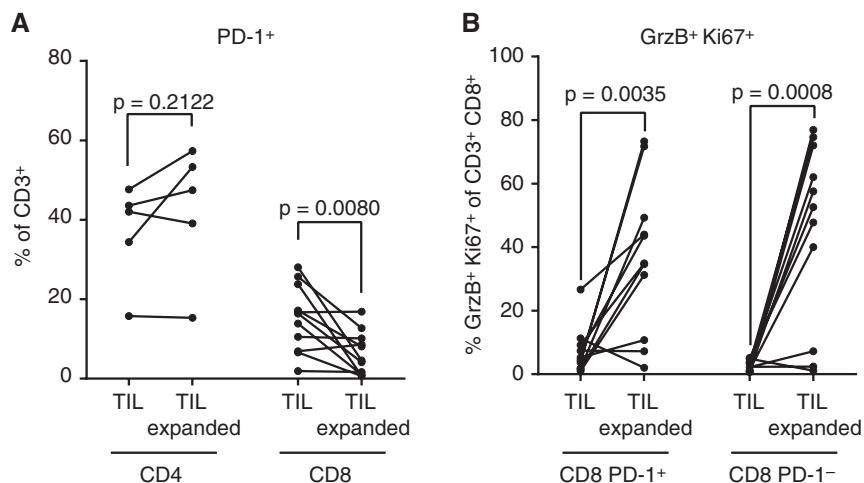 A
PD-1⁺
80
60
40
20
0
% of CD3⁺
p = 0.2122
p = 0.0080
TIL TIL TIL TIL
expanded expanded
CD4 CD8
B
GrzB⁺ Ki67⁺
100
80
60
40
20
0
% GrzB⁺ Ki67⁺ of CD3⁺ CD8⁺
p = 0.0035
p = 0.0008
TIL TIL TIL TIL
expanded expanded
CD8 PD-1⁺ CD8 PD-1⁻